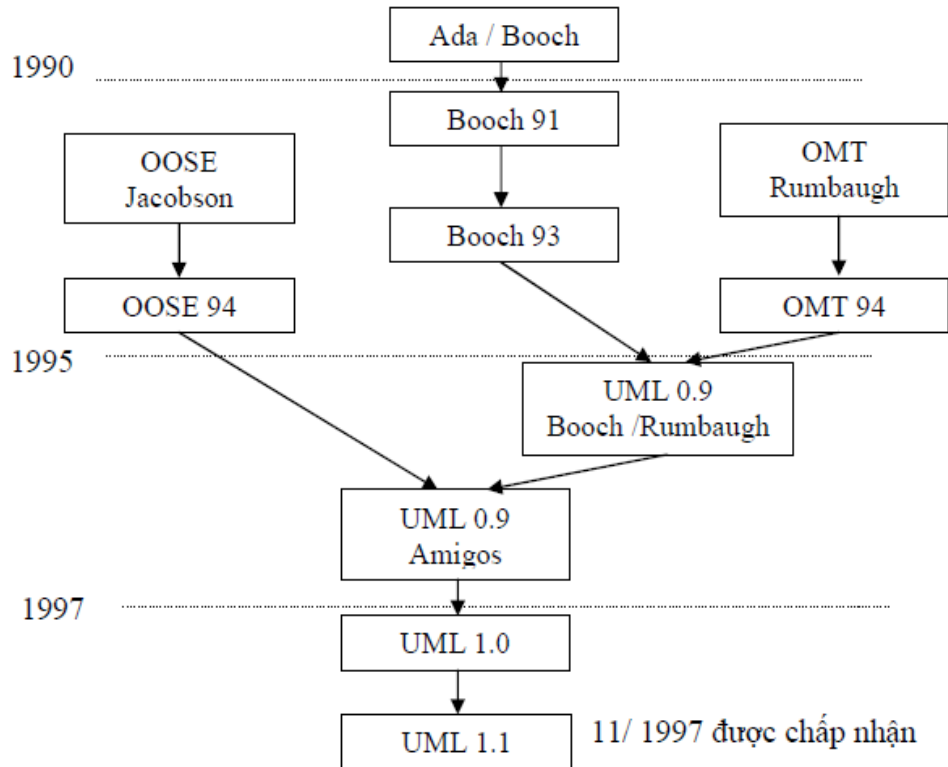 Ada / Booch
1990
Booch 91
OOSE
Jacobson
OMT
Rumbaugh
Booch 93
OOSE 94
OMT 94
1995
UML 0.9
Booch /Rumbaugh
UML 0.9
Amigos
1997
UML 1.0
UML 1.1
11/ 1997 được chấp nhận